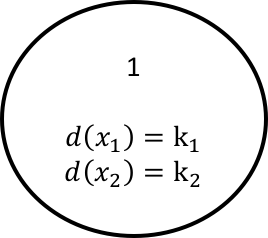 1
d(x₁) = k₁
d(x₂) = k₂